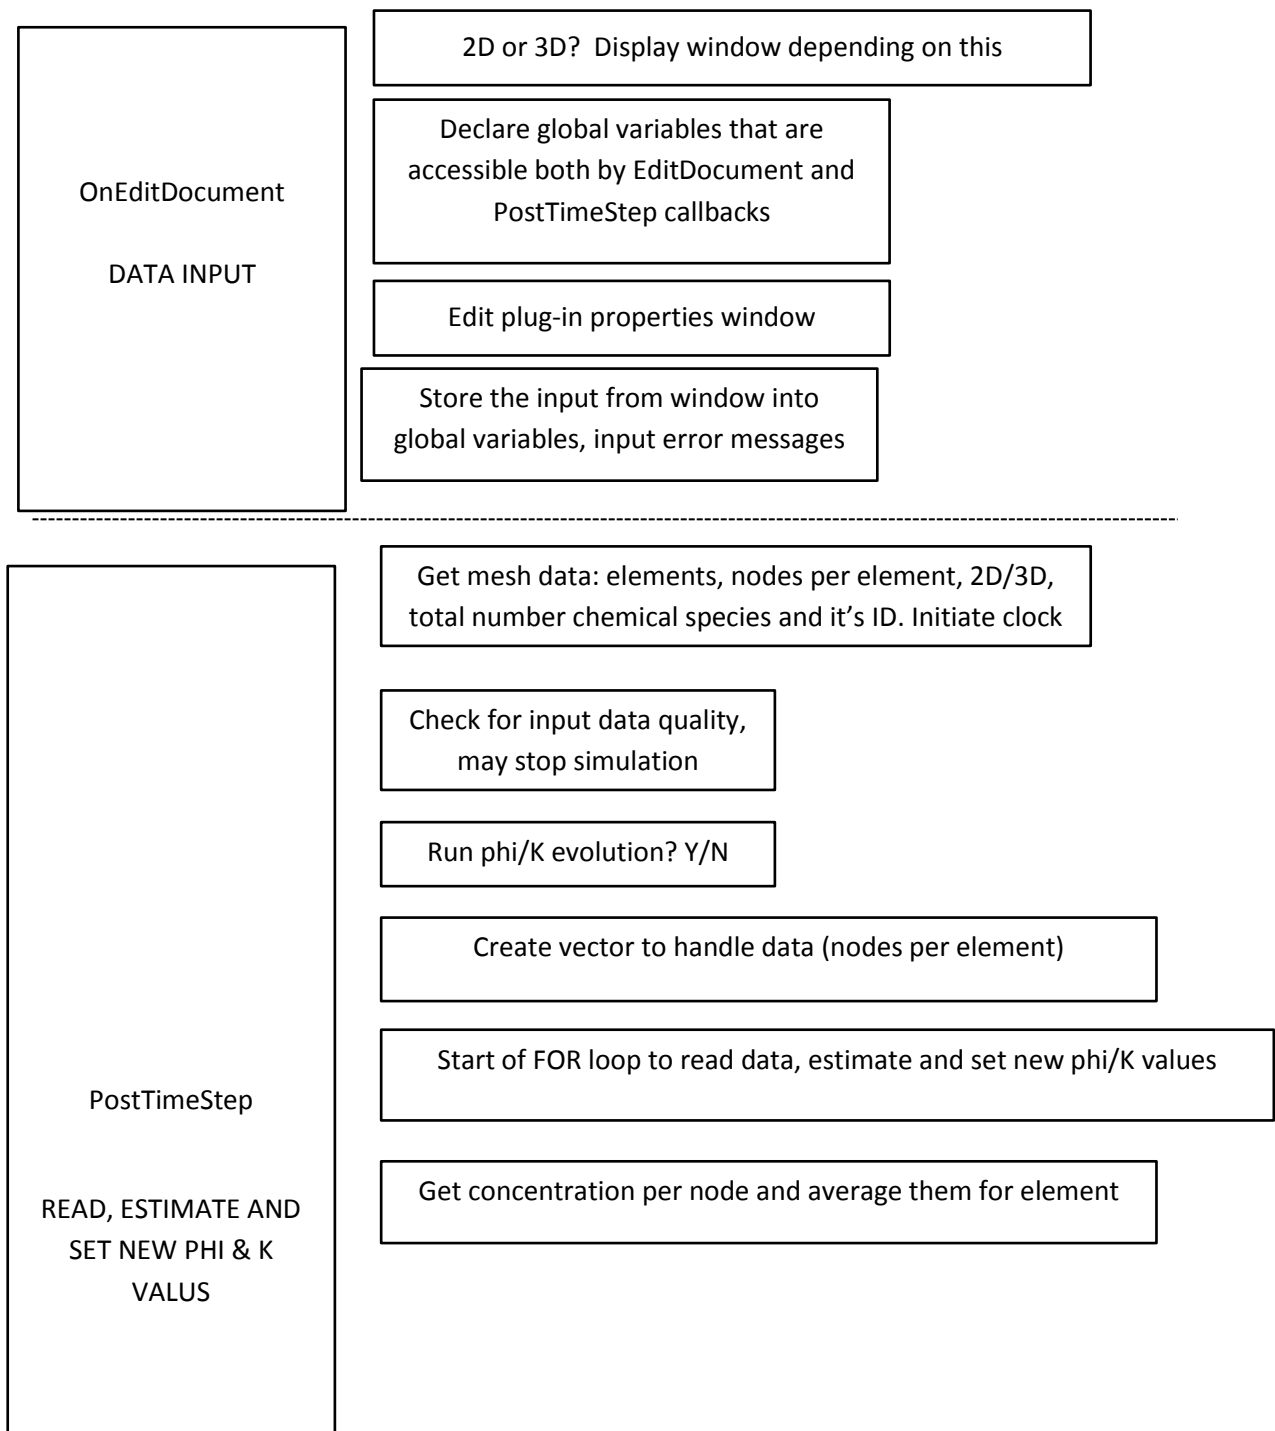 OnEditDocument
DATA INPUT
2D or 3D?  Display window depending on this
Declare global variables that are
accessible both by EditDocument and
PostTimeStep callbacks
Edit plug-in properties window
Store the input from window into
global variables, input error messages
PostTimeStep
READ, ESTIMATE AND
SET NEW PHI & K
VALUS
Get mesh data: elements, nodes per element, 2D/3D,
total number chemical species and it’s ID. Initiate clock
Check for input data quality,
may stop simulation
Run phi/K evolution? Y/N
Create vector to handle data (nodes per element)
Start of FOR loop to read data, estimate and set new phi/K values
Get concentration per node and average them for element